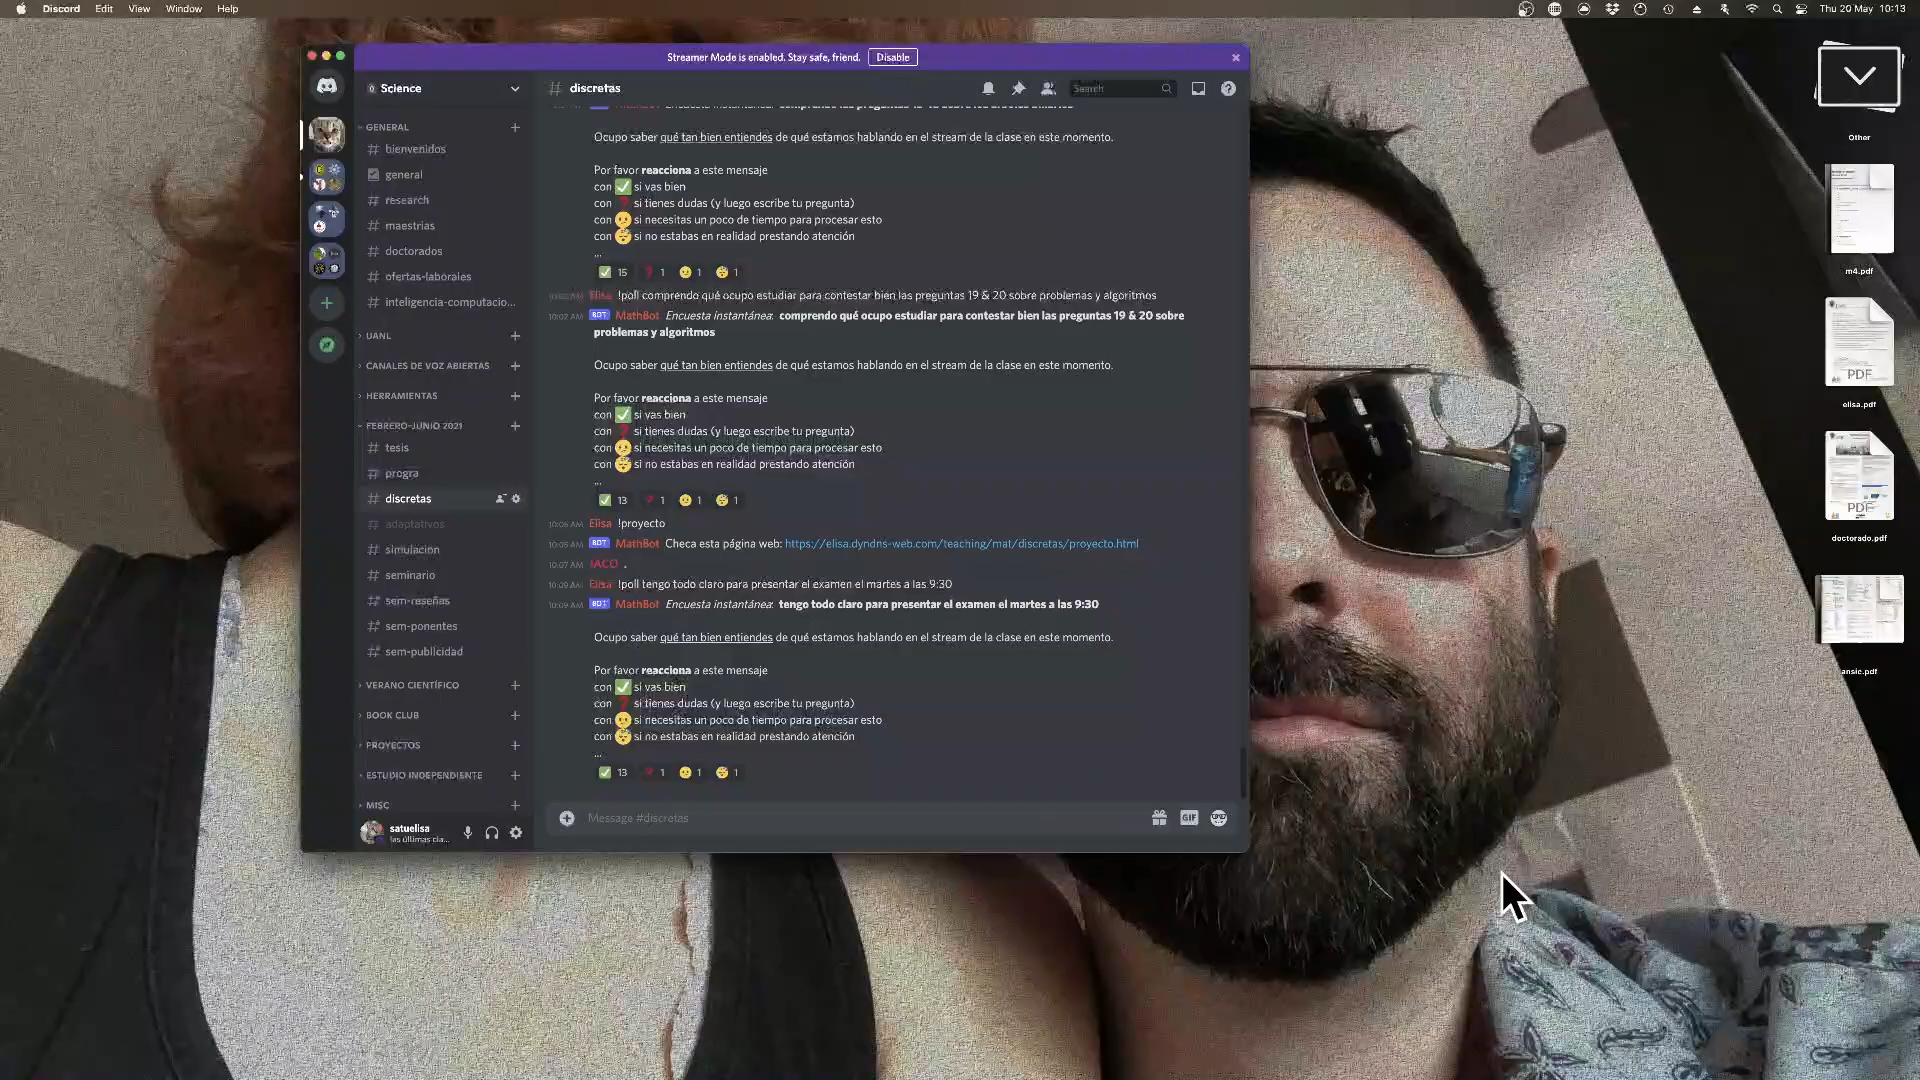 Discord Edit View Window Help
Thu 20 May 10:13
Streamer Mode is enabled. Stay safe, friend. Disable
Science
# discretas
Search
GENERAL
# bienvenidos
general
# research
# maestrias
# doctorados
# ofertas-laborales
# inteligencia-computacio...
UANL
CANALES DE VOZ ABIERTAS
HERRAMIENTAS
FEBRERO-JUNIO 2021
# tesis
# progra
# discretas
# adaptativos
# simulacion
# seminario
# sem-reseñas
# sem-ponentes
# sem-publicidad
VERANO CIENTÍFICO
BOOK CLUB
PROYECTOS
ESTUDIO INDEPENDIENTE
MISC
satuelisa
las últimas cla...
Ocupo saber qué tan bien entiendes de qué estamos hablando en el stream de la clase en este momento.
Por favor reacciona a este mensaje
con ✅ si vas bien
con ❓ si tienes dudas (y luego escribe tu pregunta)
con 😕 si necesitas un poco de tiempo para procesar esto
con 😴 si no estabas en realidad prestando atención
...
✅ 15 ❓ 1 😕 1 😴 1
Elisa !poll comprendo qué ocupo estudiar para contestar bien las preguntas 19 & 20 sobre problemas y algoritmos
10:02 AM BOT MathBot Encuesta instantánea: comprendo qué ocupo estudiar para contestar bien las preguntas 19 & 20 sobre
problemas y algoritmos
Ocupo saber qué tan bien entiendes de qué estamos hablando en el stream de la clase en este momento.
Por favor reacciona a este mensaje
con ✅ si vas bien
con ❓ si tienes dudas (y luego escribe tu pregunta)
con 😕 si necesitas un poco de tiempo para procesar esto
con 😴 si no estabas en realidad prestando atención
...
✅ 13 ❓ 1 😕 1 😴 1
Elisa !proyecto
BOT MathBot Checa esta página web: https://elisa.dyndns-web.com/teaching/mat/discretas/proyecto.html
10:07 AM IACO .
10:09 AM Elisa !poll tengo todo claro para presentar el examen el martes a las 9:30
10:09 AM BOT MathBot Encuesta instantánea: tengo todo claro para presentar el examen el martes a las 9:30
Ocupo saber qué tan bien entiendes de qué estamos hablando en el stream de la clase en este momento.
Por favor reacciona a este mensaje
con ✅ si vas bien
con ❓ si tienes dudas (y luego escribe tu pregunta)
con 😕 si necesitas un poco de tiempo para procesar esto
con 😴 si no estabas en realidad prestando atención
...
✅ 13 ❓ 1 😕 1 😴 1
Message #discretas
GIF
Other
m4.pdf
PDF
elisa.pdf
PDF
doctorado.pdf
ansic.pdf